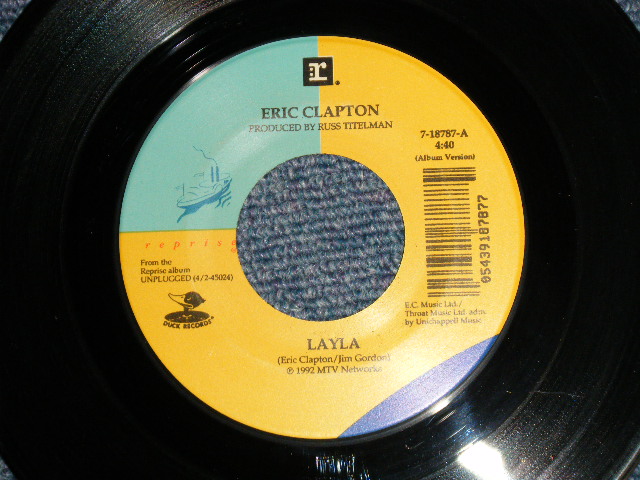 r
ERIC CLAPTON
PRODUCED BY RUSS TITELMAN
7-18787-A
4:40
(Album Version)
reprise
From the
Reprise album
UNPLUGGED (4/2-45024)
DUCK RECORDS
05439187877
E.C. Music Ltd./
Throat Music Ltd. adm.
by Unichappell Music
LAYLA
(Eric Clapton/Jim Gordon)
℗ 1992 MTV Networks